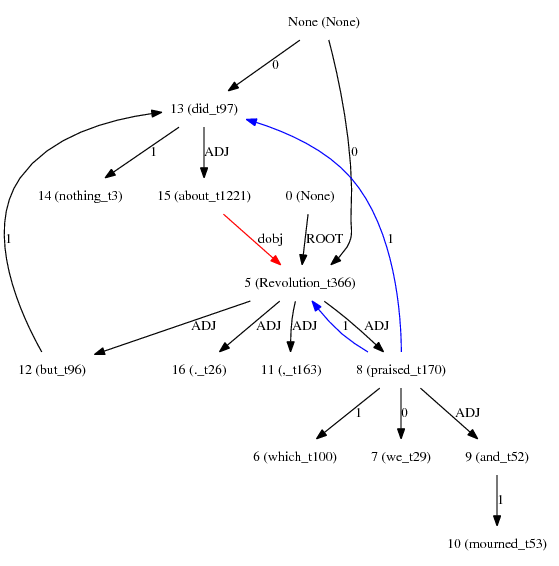 None (None)
0
13 (did_t97)
0
1
ADJ
14 (nothing_t3)
15 (about_t1221)
0 (None)
1
dobj
ROOT
1
5 (Revolution_t366)
ADJ
ADJ
ADJ
1
ADJ
12 (but_t96)
16 (._t26)
11 (,_t163)
8 (praised_t170)
1
0
ADJ
6 (which_t100)
7 (we_t29)
9 (and_t52)
1
10 (mourned_t53)